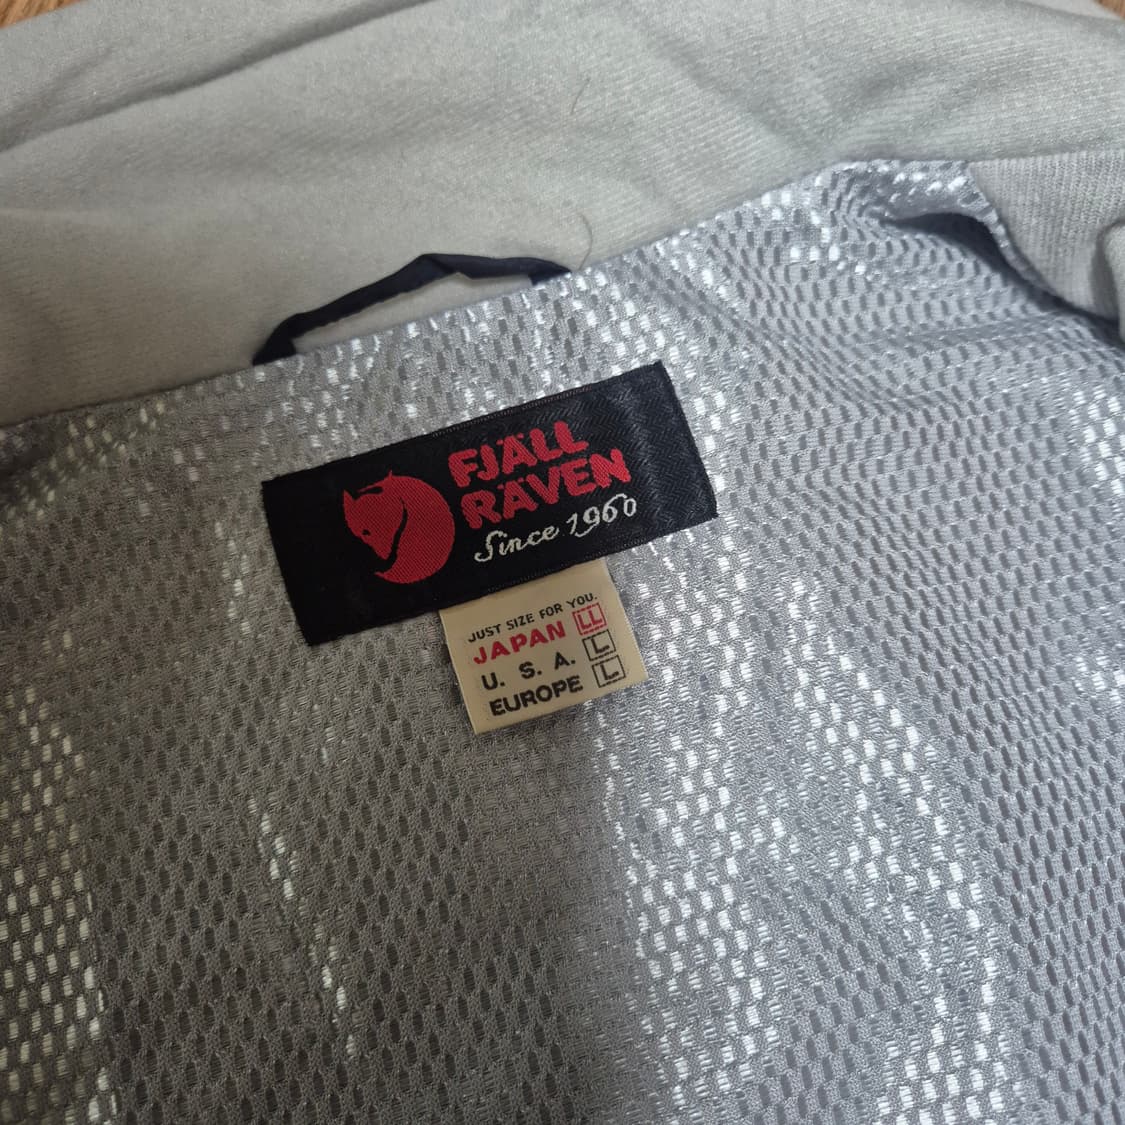 FJÄLL
RÄVEN
Since 1960
JUST SIZE FOR YOU.
JAPAN LL
U. S. A. L
EUROPE L